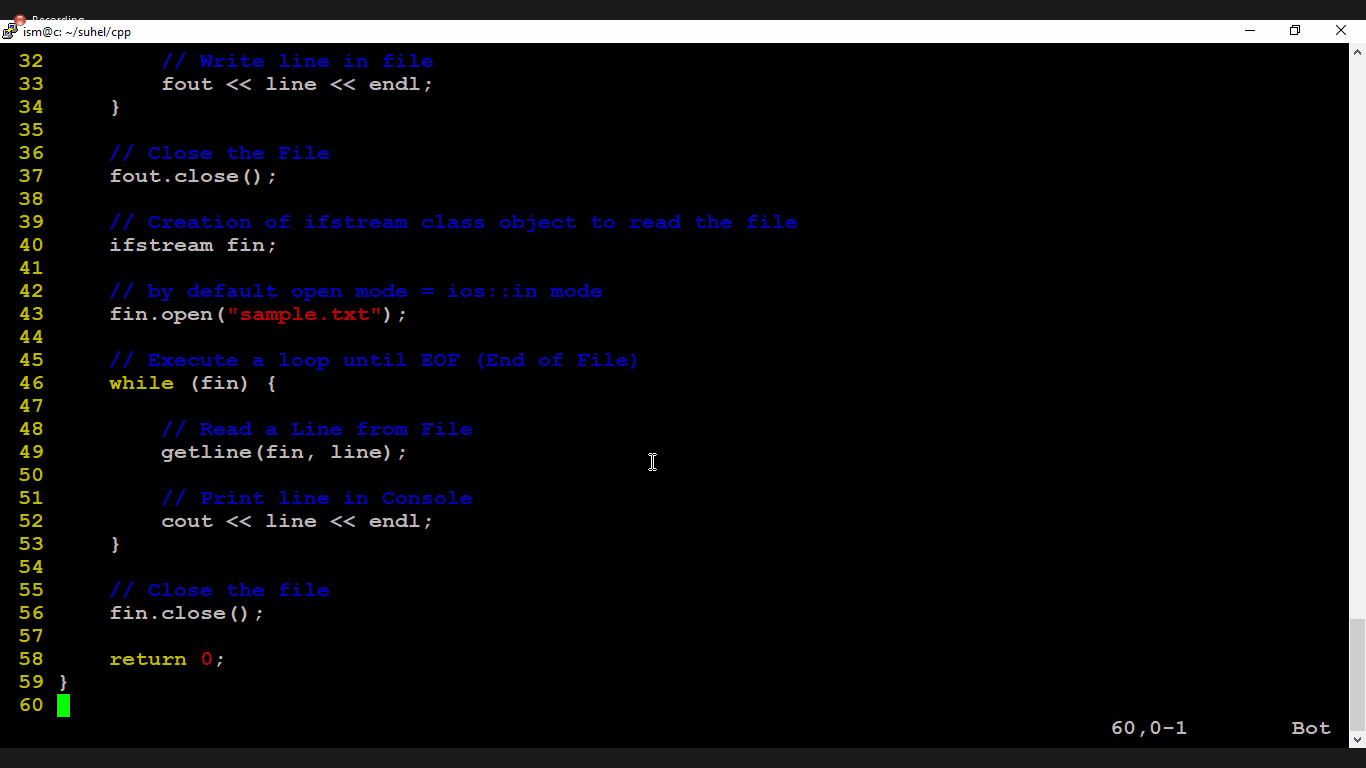 Recording
ism@c: ~/suhel/cpp
32         // Write line in file
33         fout << line << endl;
34     }
35
36     // Close the File
37     fout.close();
38
39     // Creation of ifstream class object to read the file
40     ifstream fin;
41
42     // by default open mode = ios::in mode
43     fin.open("sample.txt");
44
45     // Execute a loop until EOF (End of File)
46     while (fin) {
47
48         // Read a Line from File
49         getline(fin, line);
50
51         // Print line in Console
52         cout << line << endl;
53     }
54
55     // Close the file
56     fin.close();
57
58     return 0;
59 }
60
60,0-1 Bot